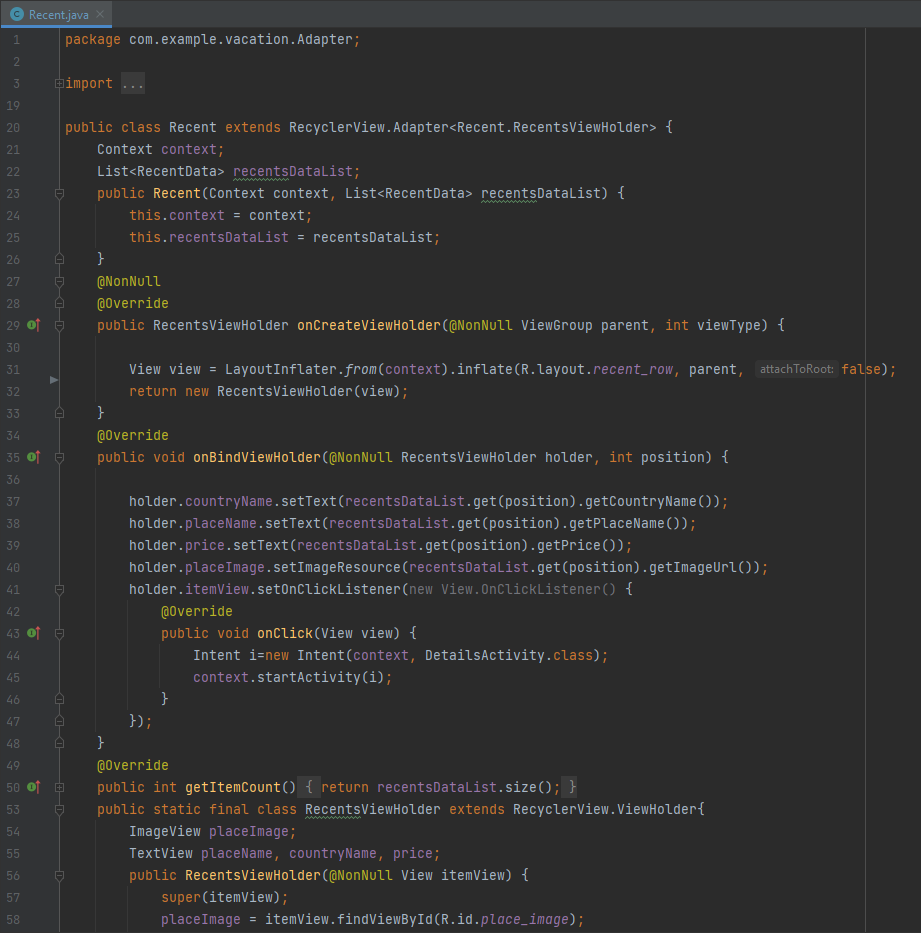 Recent.java
1 package com.example.vacation.Adapter;
2
3 import ...
19
20 public class Recent extends RecyclerView.Adapter<Recent.RecentsViewHolder> {
21 Context context;
22 List<RecentData> recentsDataList;
23 public Recent(Context context, List<RecentData> recentsDataList) {
24 this.context = context;
25 this.recentsDataList = recentsDataList;
26 }
27 @NonNull
28 @Override
29 public RecentsViewHolder onCreateViewHolder(@NonNull ViewGroup parent, int viewType) {
30
31 View view = LayoutInflater.from(context).inflate(R.layout.recent_row, parent, attachToRoot: false);
32 return new RecentsViewHolder(view);
33 }
34 @Override
35 public void onBindViewHolder(@NonNull RecentsViewHolder holder, int position) {
36
37 holder.countryName.setText(recentsDataList.get(position).getCountryName());
38 holder.placeName.setText(recentsDataList.get(position).getPlaceName());
39 holder.price.setText(recentsDataList.get(position).getPrice());
40 holder.placeImage.setImageResource(recentsDataList.get(position).getImageUrl());
41 holder.itemView.setOnClickListener(new View.OnClickListener() {
42 @Override
43 public void onClick(View view) {
44 Intent i=new Intent(context, DetailsActivity.class);
45 context.startActivity(i);
46 }
47 });
48 }
49 @Override
50 public int getItemCount() { return recentsDataList.size(); }
53 public static final class RecentsViewHolder extends RecyclerView.ViewHolder{
54 ImageView placeImage;
55 TextView placeName, countryName, price;
56 public RecentsViewHolder(@NonNull View itemView) {
57 super(itemView);
58 placeImage = itemView.findViewById(R.id.place_image);